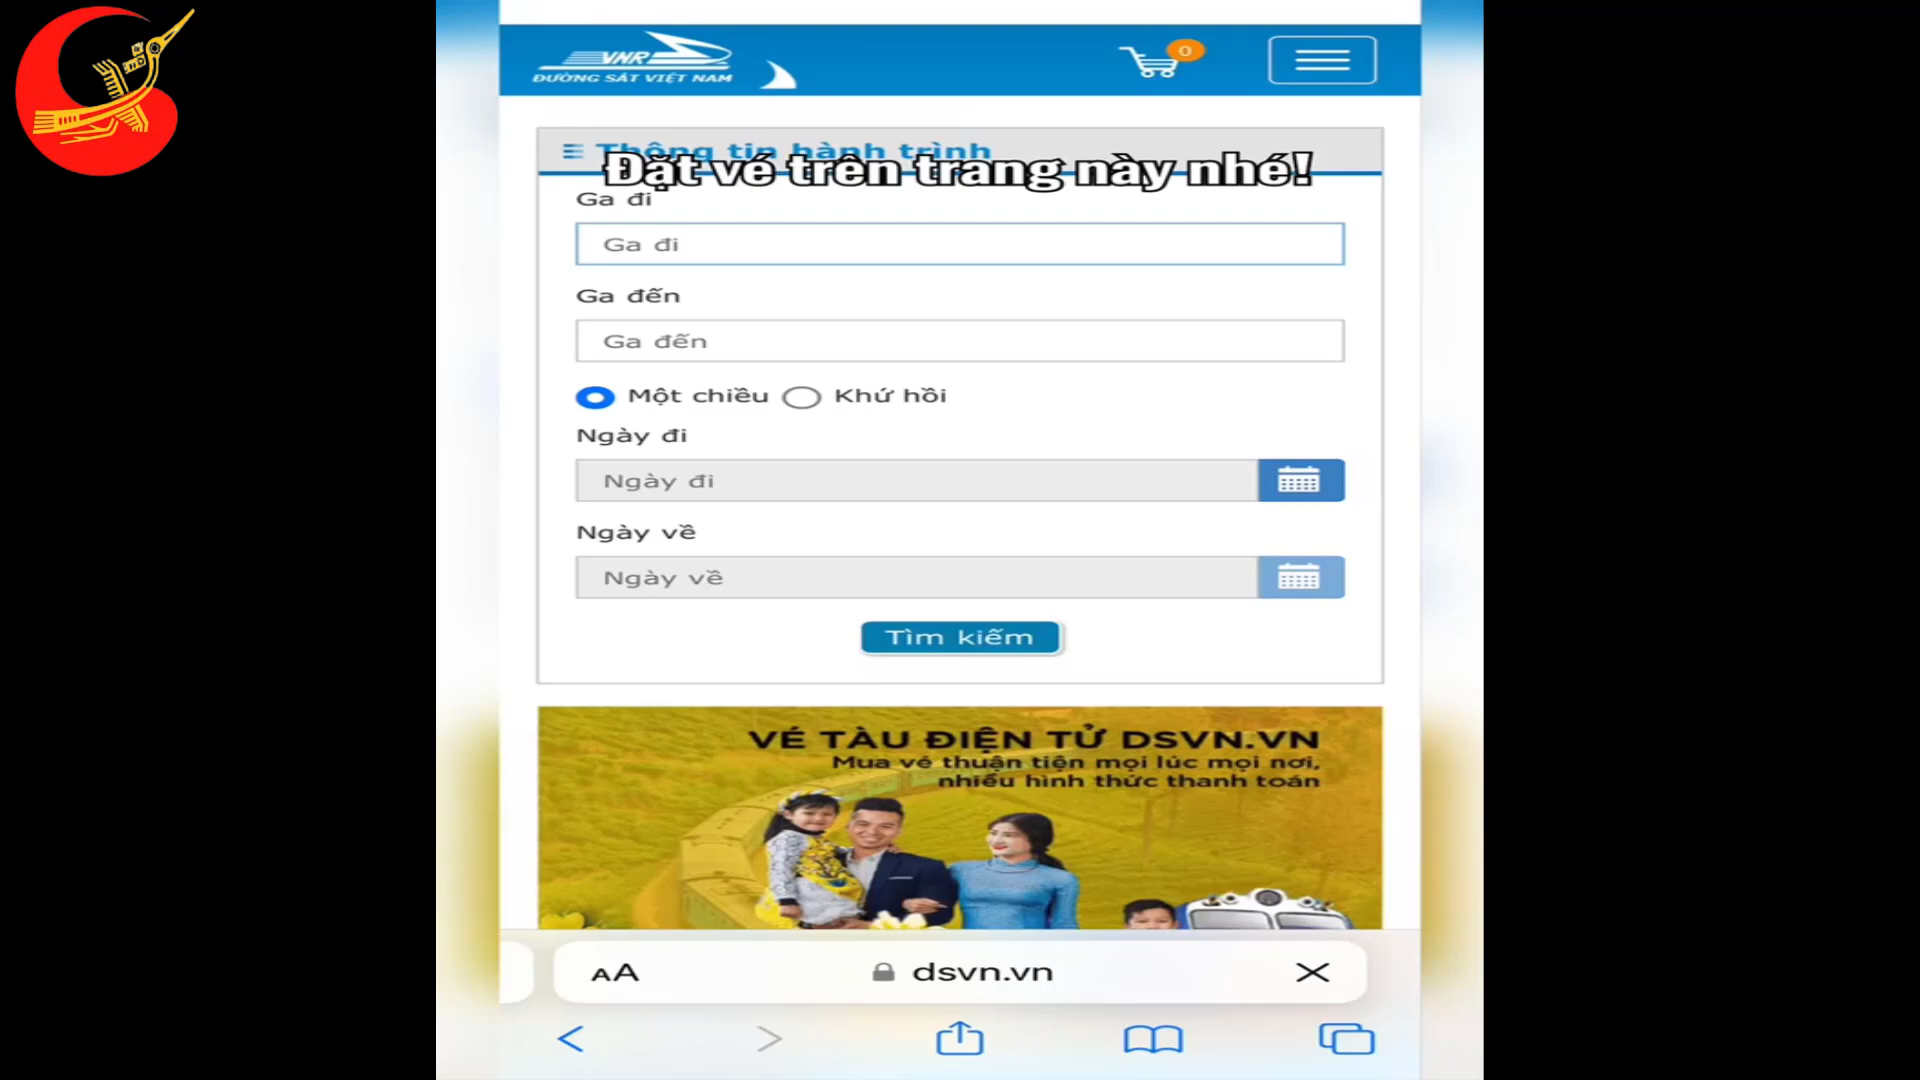 VNR
ĐƯỜNG SẮT VIỆT NAM
0
Thông tin hành trình
Đặt vé trên trang này nhé!
Ga đi
Ga đi
Ga đến
Ga đến
Một chiều Khứ hồi
Ngày đi
Ngày đi
Ngày về
Ngày về
Tìm kiếm
VÉ TÀU ĐIỆN TỬ DSVN.VN
Mua vé thuận tiện mọi lúc mọi nơi,
nhiều hình thức thanh toán
AA dsvn.vn